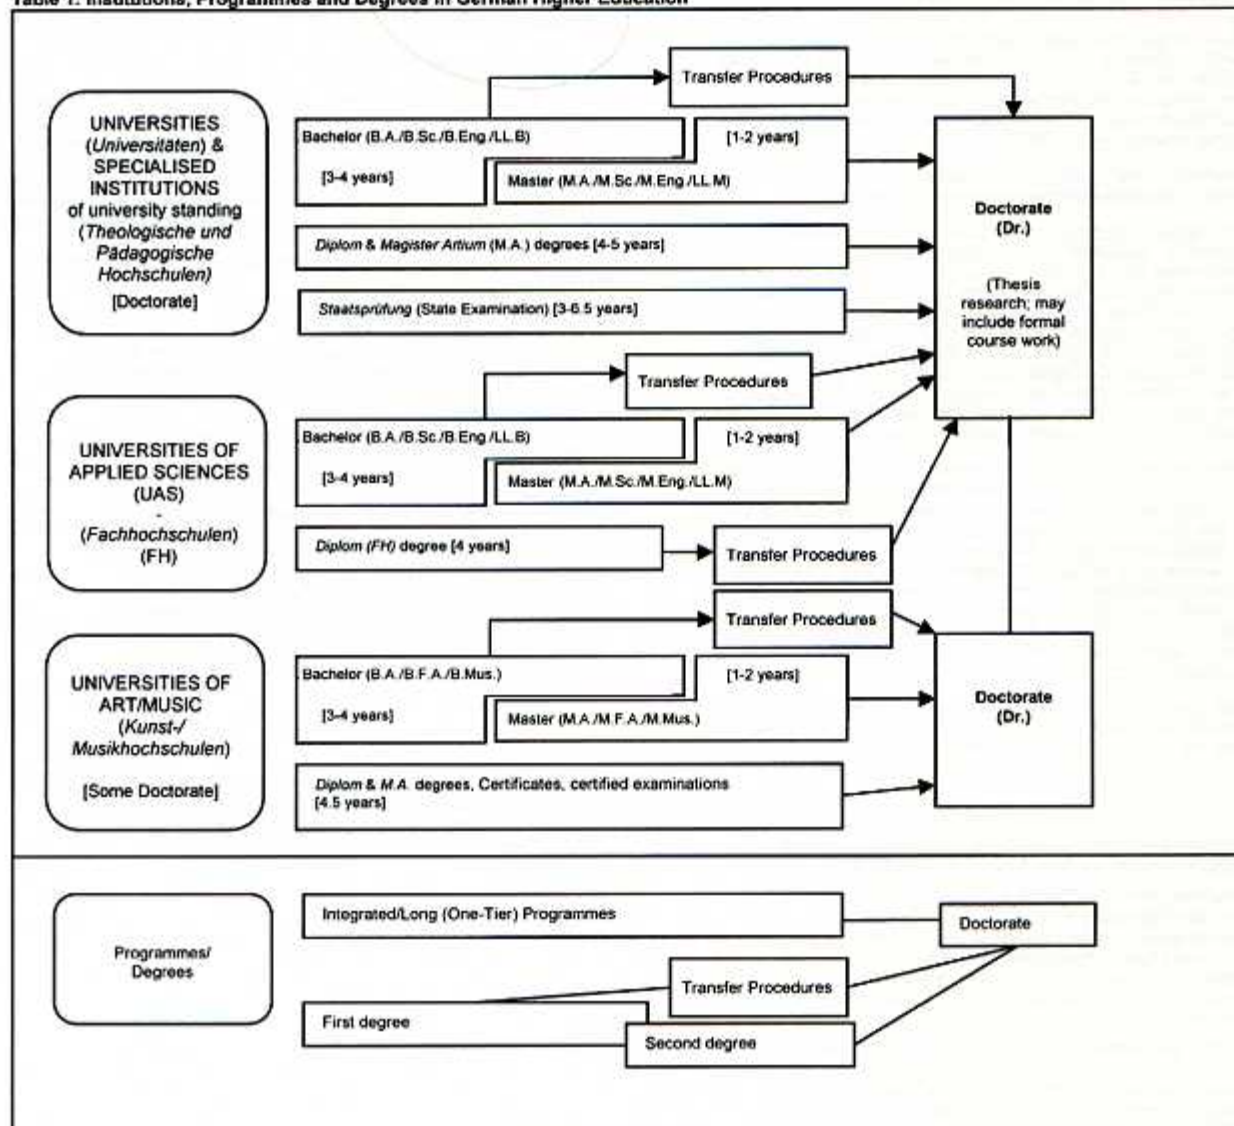 Table 1: Institutions, Programmes and Degrees in German Higher Education
Transfer Procedures
UNIVERSITIES
(Universitäten) &
SPECIALISED
INSTITUTIONS
of university standing
(Theologische und
Pädagogische
Hochschulen)
[Doctorate]
Bachelor (B.A./B.Sc./B.Eng./LL.B)
[3-4 years]
[1-2 years]
Master (M.A./M.Sc./M.Eng./LL.M)
Diplom & Magister Artium (M.A.) degrees [4-5 years]
Staatsprüfung (State Examination) [3-6.5 years]
Doctorate
(Dr.)
(Thesis
research; may
include formal
course work)
Transfer Procedures
UNIVERSITIES OF
APPLIED SCIENCES
(UAS)
-
(Fachhochschulen)
(FH)
Bachelor (B.A./B.Sc./B.Eng./LL.B)
[3-4 years]
[1-2 years]
Master (M.A./M.Sc./M.Eng./LL.M)
Diplom (FH) degree [4 years]
Transfer Procedures
Transfer Procedures
UNIVERSITIES OF
ART/MUSIC
(Kunst-/
Musikhochschulen)
[Some Doctorate]
Bachelor (B.A./B.F.A./B.Mus.)
[3-4 years]
[1-2 years]
Master (M.A./M.F.A./M.Mus.)
Diplom & M.A. degrees, Certificates, certified examinations
[4.5 years]
Doctorate
(Dr.)
Programmes/
Degrees
Integrated/Long (One-Tier) Programmes
Doctorate
Transfer Procedures
First degree
Second degree